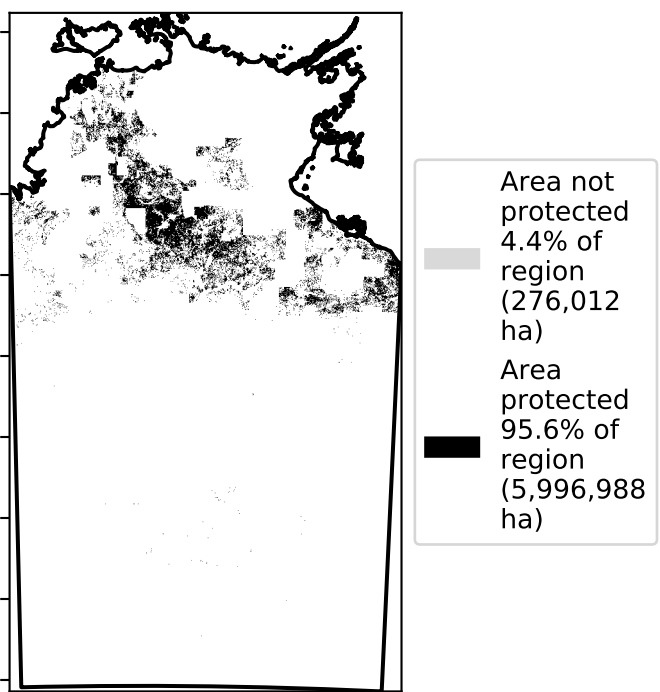 Area not
protected
4.4% of
region
(276,012
ha)
Area
protected
95.6% of
region
(5,996,988
ha)